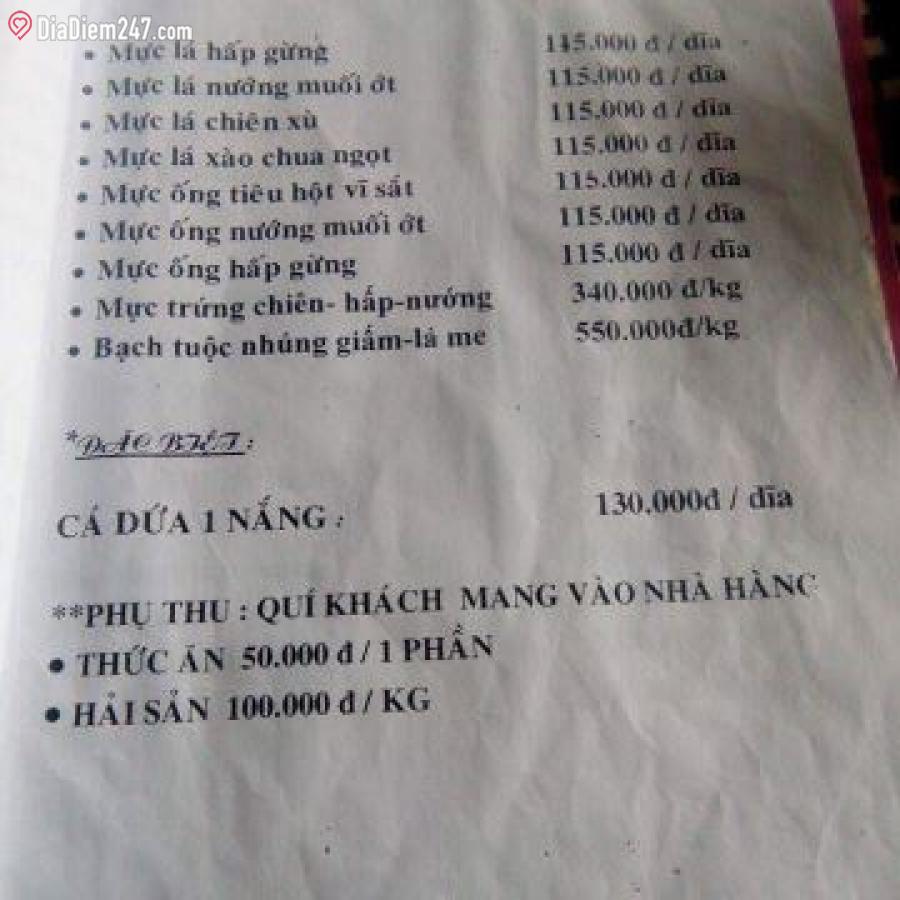 DiaDiem247.com
• Mực lá hấp gừng 115.000 đ / dĩa
• Mực lá nướng muối ớt 115.000 đ / dĩa
• Mực lá chiên xù 115.000 đ / dĩa
• Mực lá xào chua ngọt 115.000 đ / dĩa
• Mực ống tiêu hột vĩ sắt 115.000 đ / dĩa
• Mực ống nướng muối ớt 115.000 đ / dĩa
• Mực ống hấp gừng 115.000 đ / dĩa
• Mực trứng chiên- hấp-nướng 340.000 đ/kg
• Bạch tuộc nhúng giấm-lá me 550.000đ/kg
*ĐẶC BIỆT :
CÁ DỨA 1 NẮNG : 130.000đ / dĩa
**PHỤ THU : QUÍ KHÁCH MANG VÀO NHÀ HÀNG
• THỨC ĂN 50.000 đ / 1 PHẦN
• HẢI SẢN 100.000 đ / KG